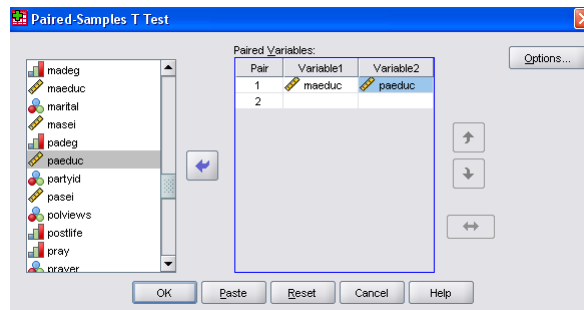 Paired-Samples T Test
madeg
maeduc
marital
masei
padeg
paeduc
partyid
pasei
polviews
postlife
pray
prayer
Paired Variables:
Pair Variable1 Variable2
1 maeduc paeduc
2
Options...
OK Paste Reset Cancel Help